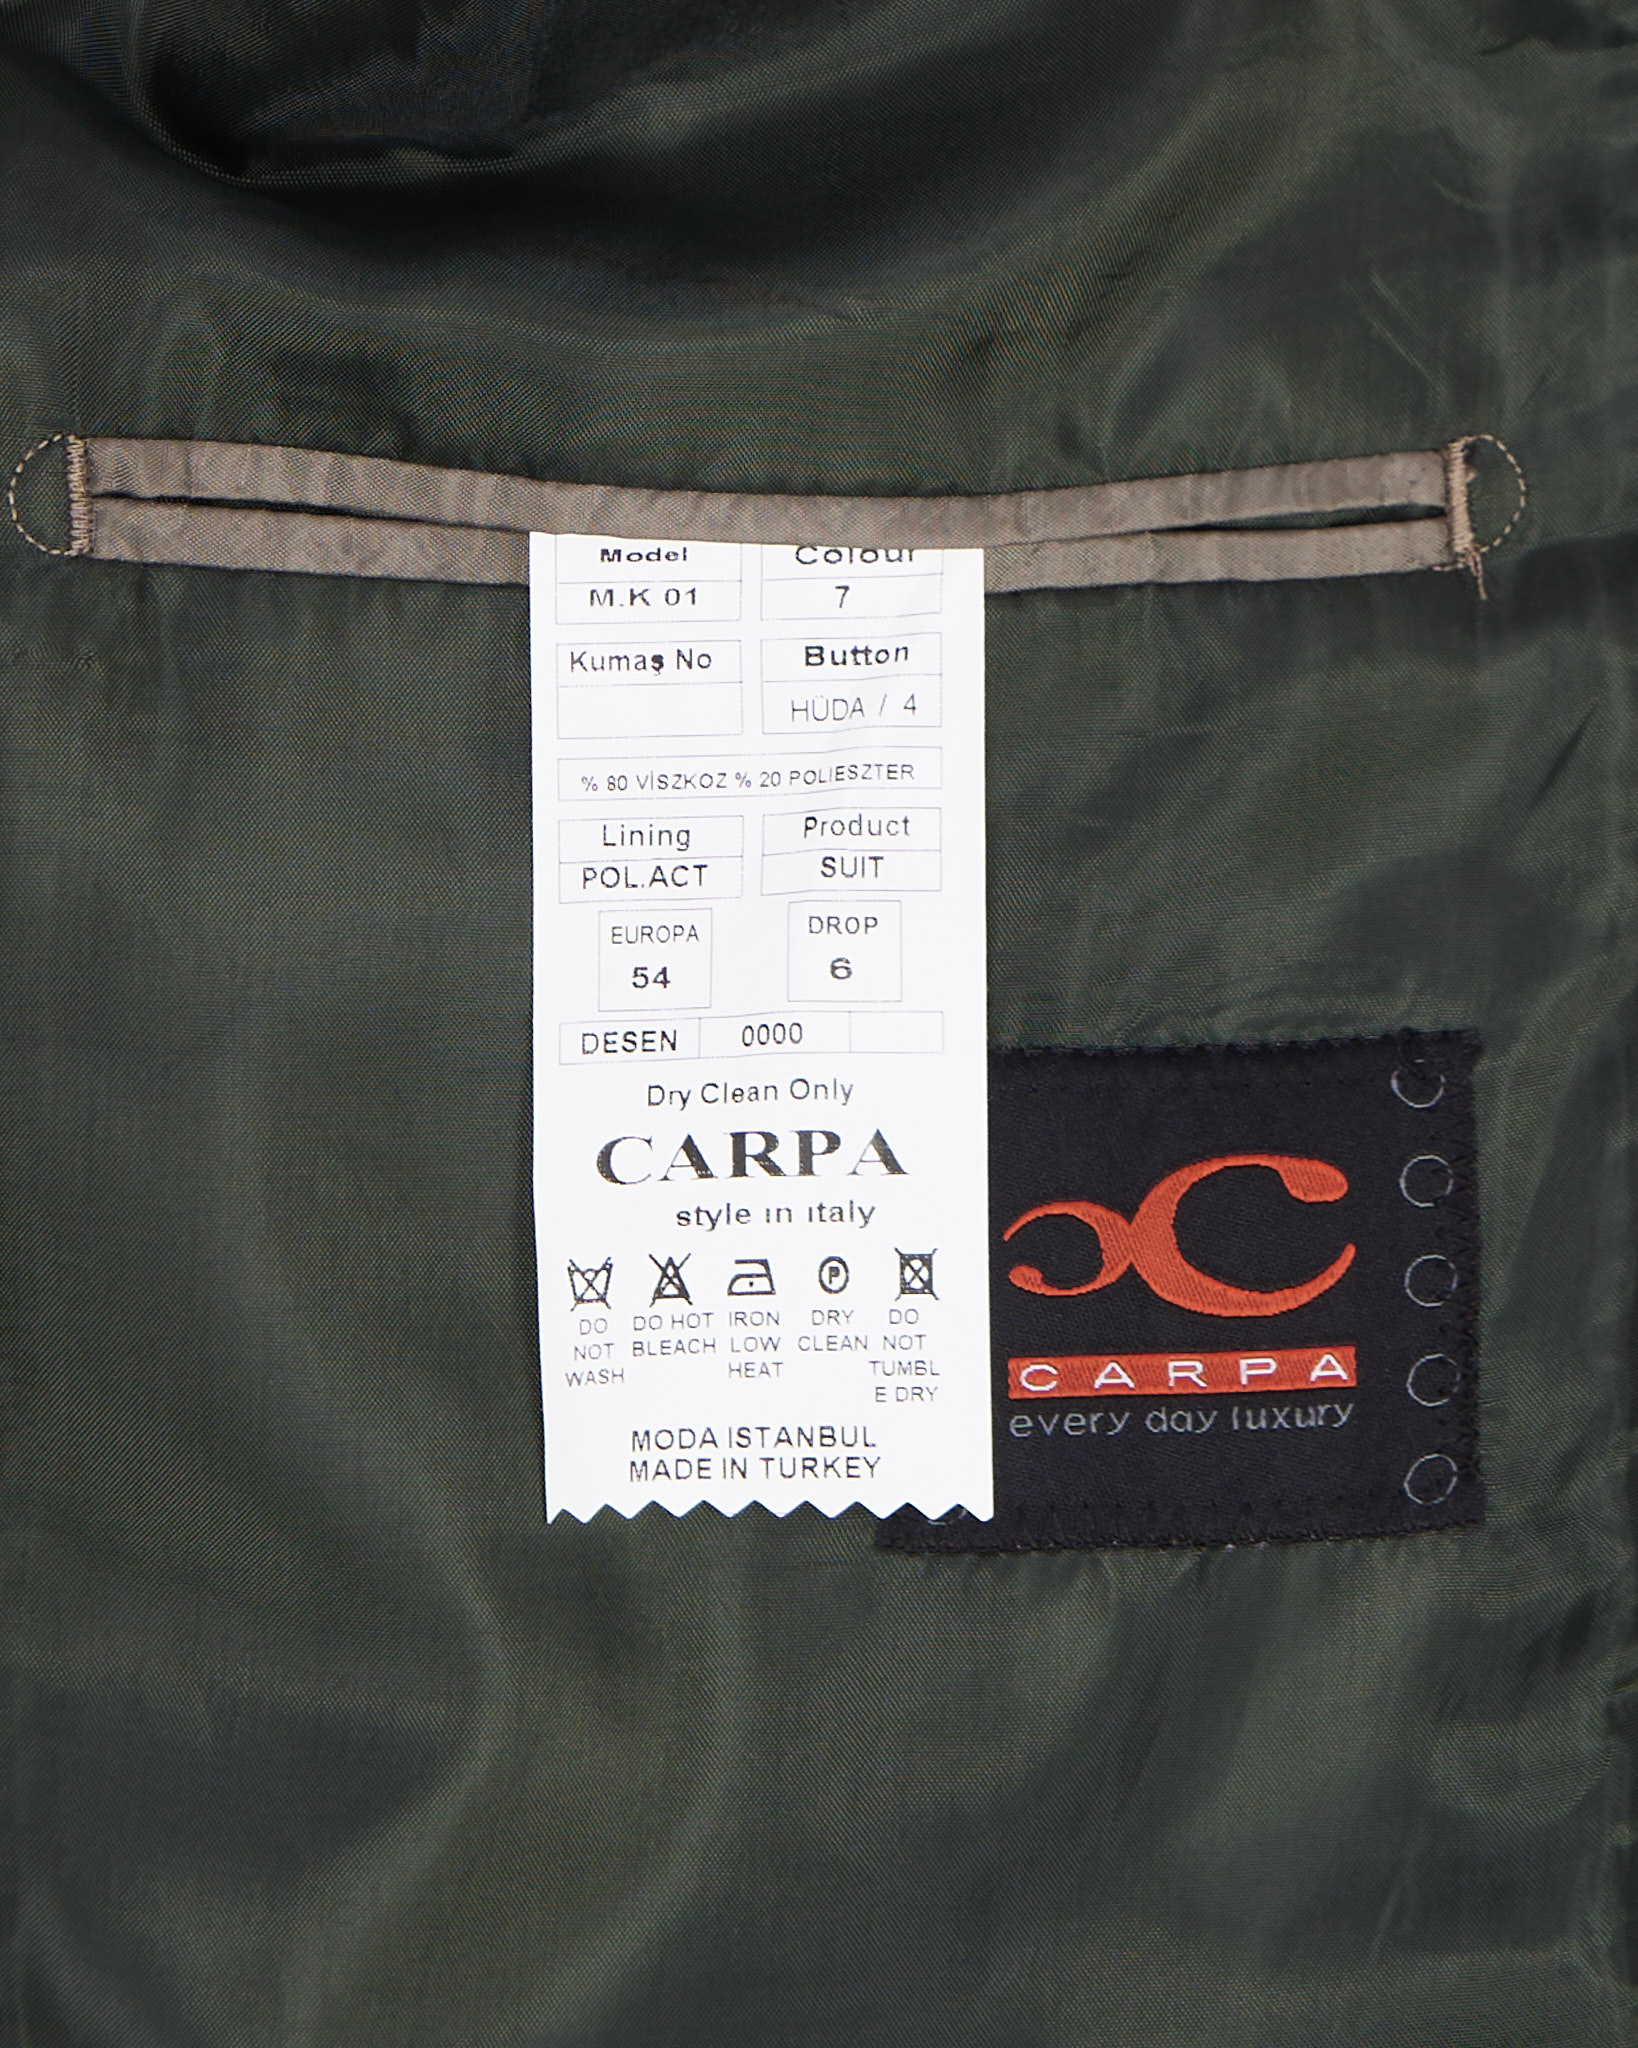 Model Colour
M.K 01 7
Kumaş No Button
HÜDA / 4
% 80 VİSZKOZ % 20 POLIESZTER
Lining Product
POL.ACT SUIT
EUROPA DROP
54 6
DESEN 0000
Dry Clean Only
CARPA
style in italy
P
DO NOT WASH
DO HOT BLEACH
IRON LOW HEAT
DRY CLEAN
DO NOT TUMBL E DRY
MODA ISTANBUL
MADE IN TURKEY
CARPA
every day luxury